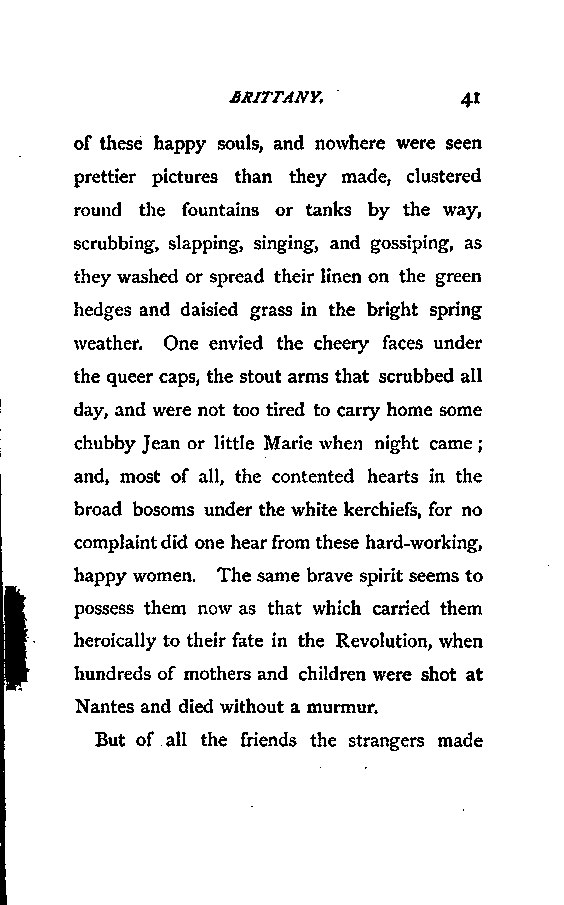 BRITTANY. 41
of these happy souls, and nowhere were seen
prettier pictures than they made, clustered
round the fountains or tanks by the way,
scrubbing, slapping, singing, and gossiping, as
they washed or spread their linen on the green
hedges and daisied grass in the bright spring
weather. One envied the cheery faces under
the queer caps, the stout arms that scrubbed all
day, and were not too tired to carry home some
chubby Jean or little Marie when night came ;
and, most of all, the contented hearts in the
broad bosoms under the white kerchiefs, for no
complaint did one hear from these hard-working,
happy women. The same brave spirit seems to
possess them now as that which carried them
heroically to their fate in the Revolution, when
hundreds of mothers and children were shot at
Nantes and died without a murmur.
But of all the friends the strangers made